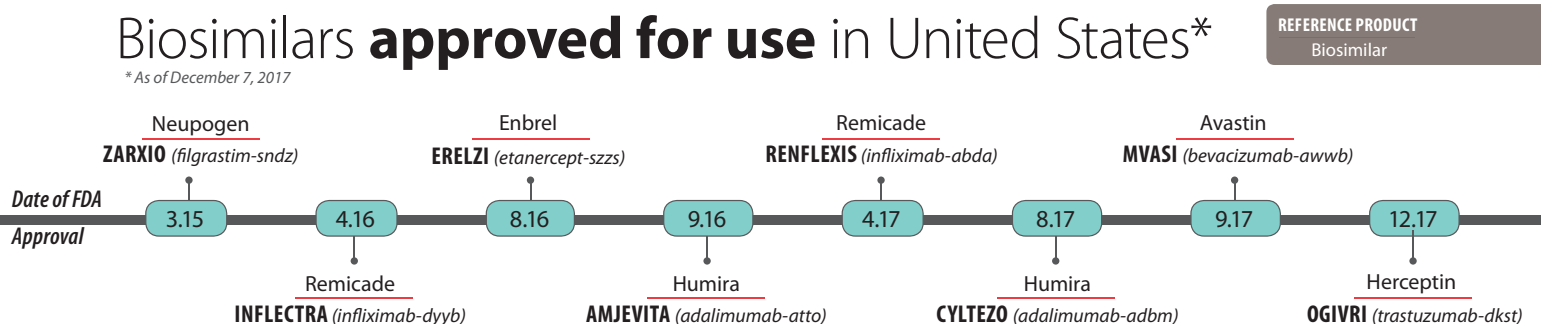 Biosimilars approved for use in United States*
* As of December 7, 2017
REFERENCE PRODUCT
Biosimilar
Neupogen
ZARXIO (filgrastim-sndz)
Enbrel
ERELZI (etanercept-szzs)
Remicade
RENFLEXIS (infliximab-abda)
Avastin
MVASI (bevacizumab-awwb)
Date of FDA
Approval
3.15
4.16
8.16
9.16
4.17
8.17
9.17
12.17
Remicade
INFLECTRA (infliximab-dyyb)
Humira
AMJEVITA (adalimumab-atto)
Humira
CYLTEZO (adalimumab-adbm)
Herceptin
OGIVRI (trastuzumab-dkst)